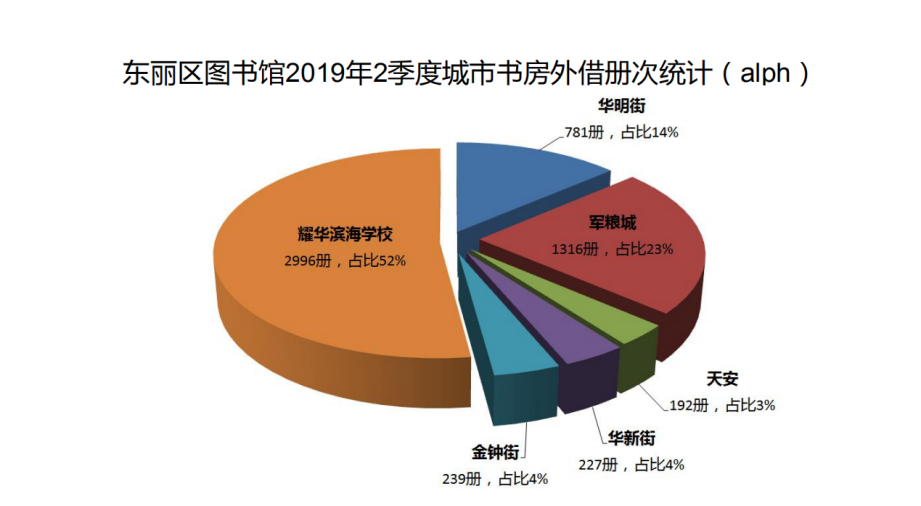 东丽区图书馆2019年2季度城市书房外借册次统计（alph）
华明街
781册，占比14%
军粮城
1316册，占比23%
耀华滨海学校
2996册，占比52%
天安
192册，占比3%
华新街
227册，占比4%
金钟街
239册，占比4%